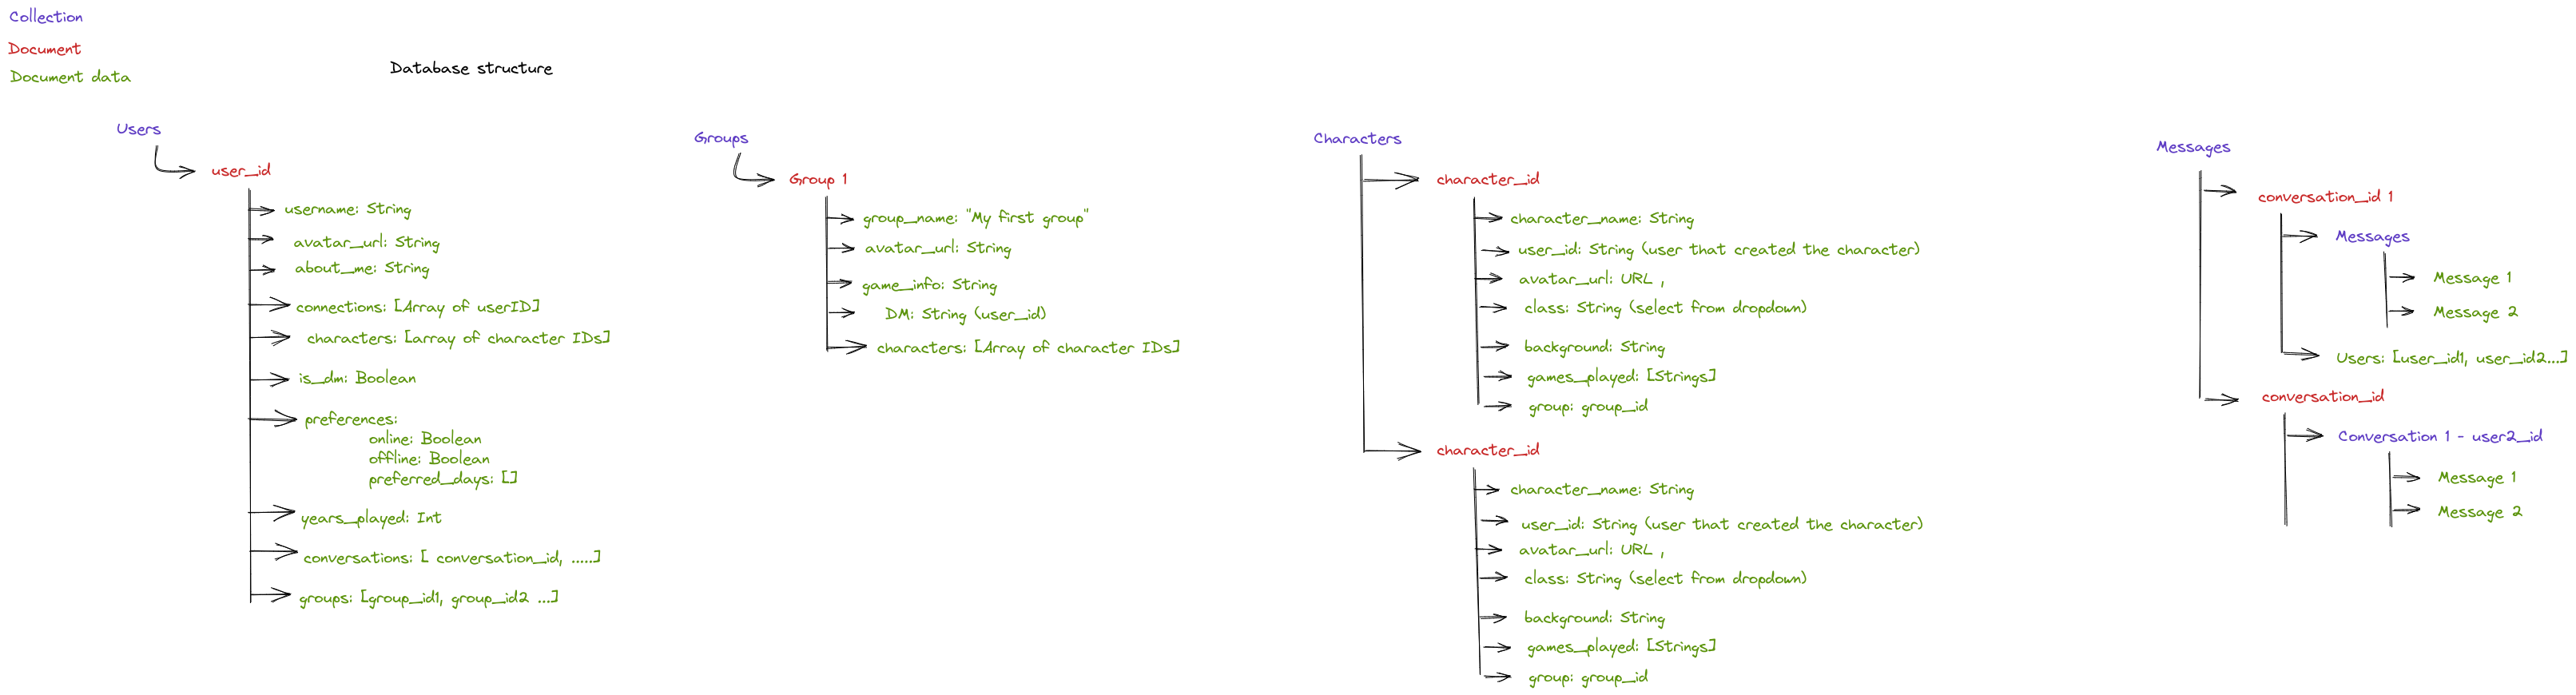 Collection
Document
Document data
Database structure
Users
user_id
username: String
avatar_url: String
about_me: String
connections: [Array of userID]
characters: [array of character IDs]
is_dm: Boolean
preferences:
online: Boolean
offline: Boolean
preferred_days: []
years_played: Int
conversations: [ conversation_id, .....]
groups: [group_id1, group_id2 ...]
Groups
Group 1
group_name: "My first group"
avatar_url: String
game_info: String
DM: String (user_id)
characters: [Array of character IDs]
Characters
character_id
character_name: String
user_id: String (user that created the character)
avatar_url: URL ,
class: String (select from dropdown)
background: String
games_played: [Strings]
group: group_id
character_id
character_name: String
user_id: String (user that created the character)
avatar_url: URL ,
class: String (select from dropdown)
background: String
games_played: [Strings]
group: group_id
Messages
conversation_id 1
Messages
Message 1
Message 2
Users: [user_id1, user_id2...]
conversation_id
Conversation 1 - user2_id
Message 1
Message 2